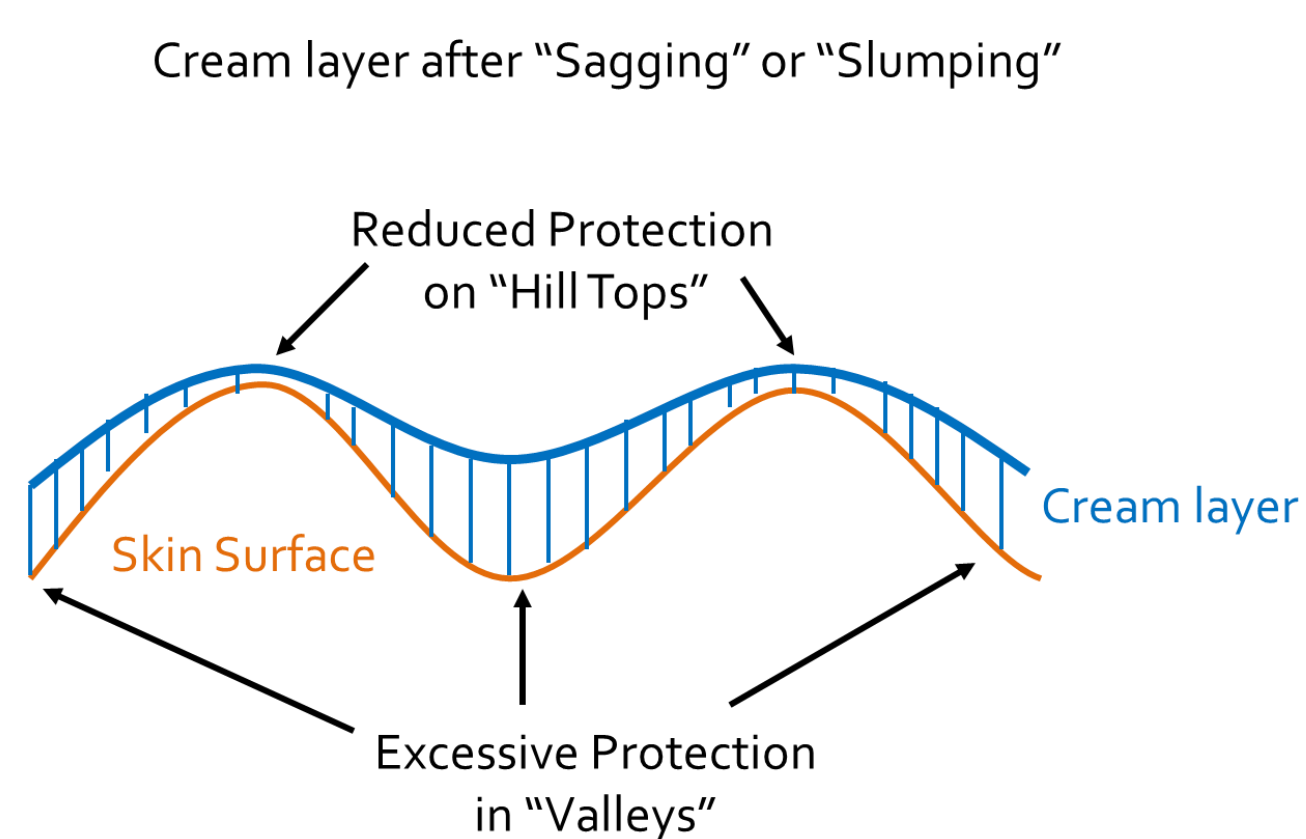 Cream layer after “Sagging” or “Slumping”
Reduced Protection
on “Hill Tops”
Cream layer
Skin Surface
Excessive Protection
in “Valleys”